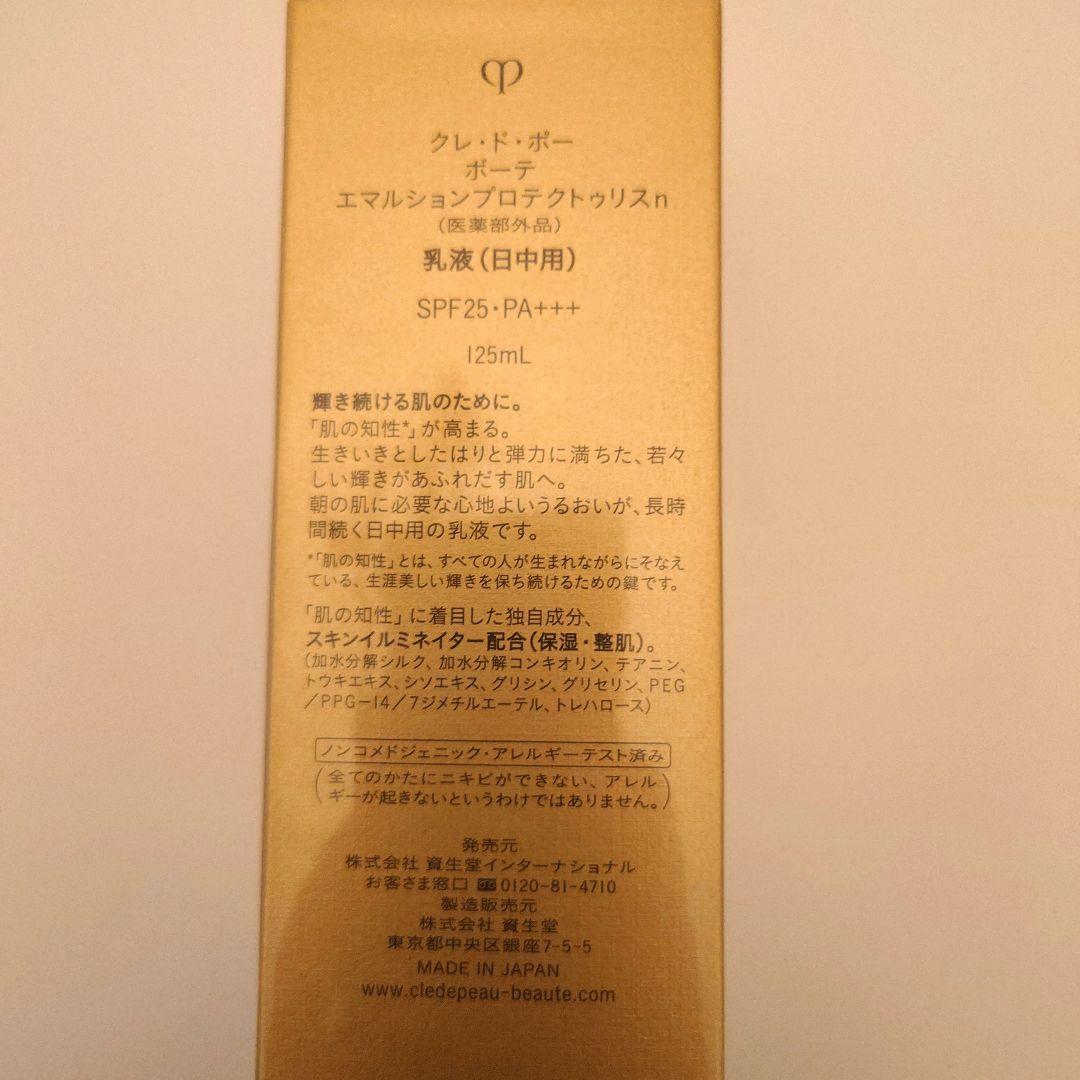 クレ・ド・ポー
ボーテ
エマルションプロテクトゥリスn
(医薬部外品)
乳液(日中用)
SPF25・PA+++
125mL
輝き続ける肌のために。
「肌の知性*」が高まる。
生きいきとしたはりと弾力に満ちた、若々
しい輝きがあふれだす肌へ。
朝の肌に必要な心地よいうるおいが、長時
間続く日中用の乳液です。
*「肌の知性」とは、すべての人が生まれながらにそなえ
ている、生涯美しい輝きを保ち続けるための鍵です。
「肌の知性」に着目した独自成分、
スキンイルミネイター配合(保湿・整肌)。
(加水分解シルク、加水分解コンキオリン、テアニン、
トウキエキス、シソエキス、グリシン、グリセリン、PEG
/PPG-14/7ジメチルエーテル、トレハロース)
ノンコメドジェニック・アレルギーテスト済み
(全てのかたにニキビができない、アレル
ギーが起きないというわけではありません。)
発売元
株式会社 資生堂インターナショナル
お客さま窓口 0120-81-4710
製造販売元
株式会社 資生堂
東京都中央区銀座7-5-5
MADE IN JAPAN
www.cledepeau-beaute.com